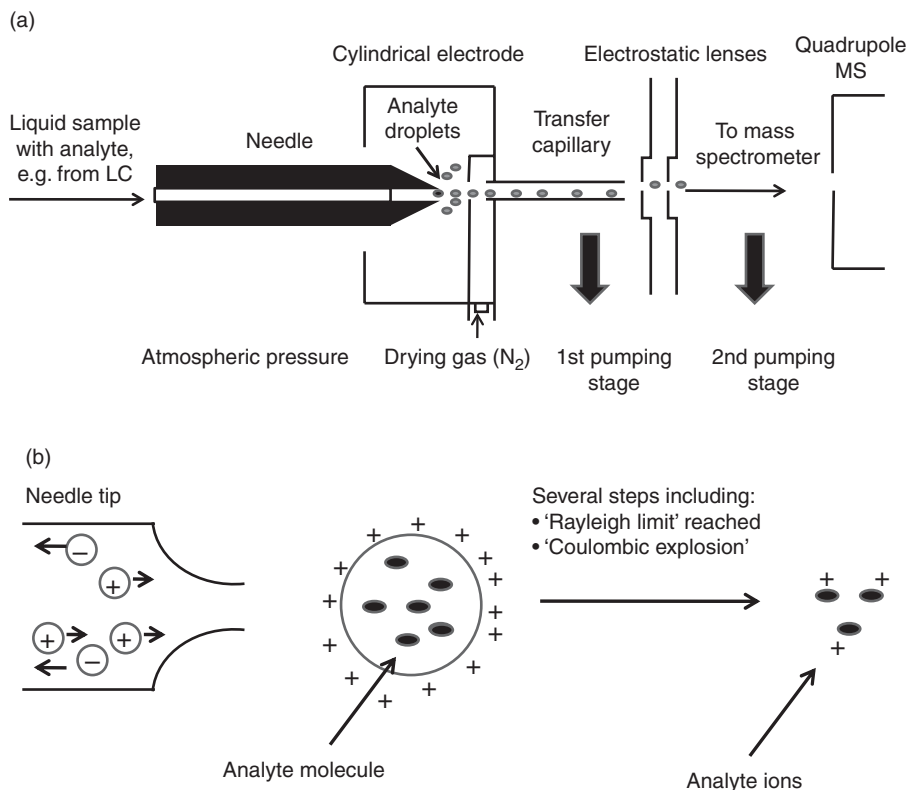 (a)
Cylindrical electrode
Electrostatic lenses
Quadrupole
MS
Liquid sample
with analyte,
e.g. from LC
Needle
Analyte
droplets
Transfer
capillary
To mass
spectrometer
Atmospheric pressure
Drying gas (N₂)
1st pumping
stage
2nd pumping
stage
(b)
Needle tip
− + + + −
+ + + + + + + + + + + + + + + +
Several steps including:
• ‘Rayleigh limit’ reached
• ‘Coulombic explosion’
+ + +
Analyte molecule
Analyte ions